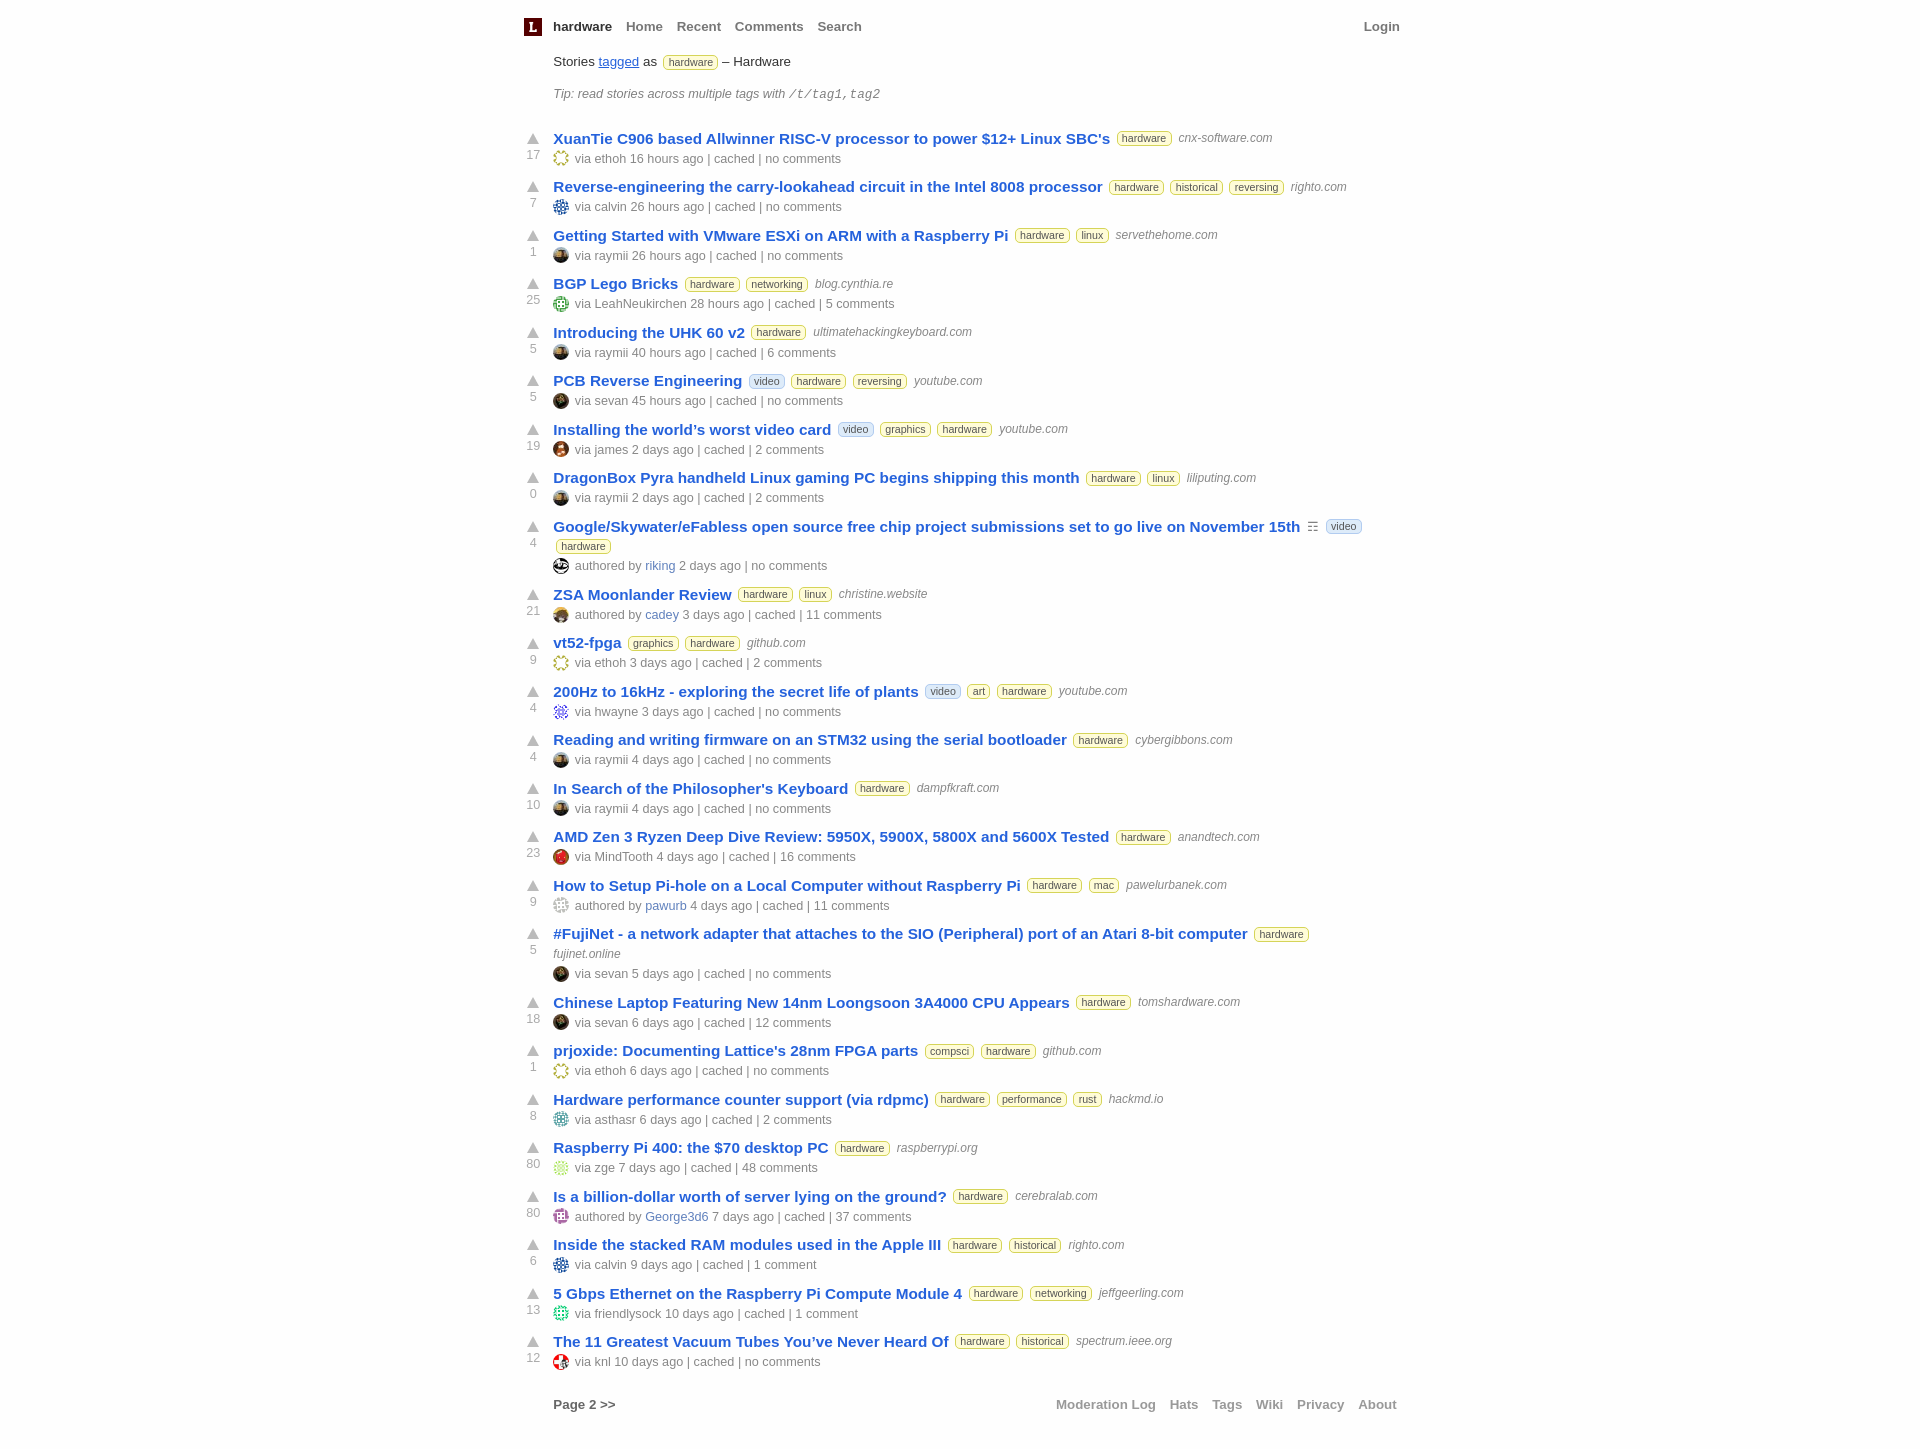 L hardware Home Recent Comments Search Login
Stories tagged as hardware – Hardware
Tip: read stories across multiple tags with /t/tag1,tag2
XuanTie C906 based Allwinner RISC-V processor to power $12+ Linux SBC's hardware cnx-software.com
17 via ethoh 16 hours ago | cached | no comments
Reverse-engineering the carry-lookahead circuit in the Intel 8008 processor hardware historical reversing righto.com
7 via calvin 26 hours ago | cached | no comments
Getting Started with VMware ESXi on ARM with a Raspberry Pi hardware linux servethehome.com
1 via raymii 26 hours ago | cached | no comments
BGP Lego Bricks hardware networking blog.cynthia.re
25 via LeahNeukirchen 28 hours ago | cached | 5 comments
Introducing the UHK 60 v2 hardware ultimatehackingkeyboard.com
5 via raymii 40 hours ago | cached | 6 comments
PCB Reverse Engineering video hardware reversing youtube.com
5 via sevan 45 hours ago | cached | no comments
Installing the world’s worst video card video graphics hardware youtube.com
19 via james 2 days ago | cached | 2 comments
DragonBox Pyra handheld Linux gaming PC begins shipping this month hardware linux liliputing.com
0 via raymii 2 days ago | cached | 2 comments
Google/Skywater/eFabless open source free chip project submissions set to go live on November 15th ☶ video
4 hardware
authored by riking 2 days ago | no comments
ZSA Moonlander Review hardware linux christine.website
21 authored by cadey 3 days ago | cached | 11 comments
vt52-fpga graphics hardware github.com
9 via ethoh 3 days ago | cached | 2 comments
200Hz to 16kHz - exploring the secret life of plants video art hardware youtube.com
4 via hwayne 3 days ago | cached | no comments
Reading and writing firmware on an STM32 using the serial bootloader hardware cybergibbons.com
4 via raymii 4 days ago | cached | no comments
In Search of the Philosopher's Keyboard hardware dampfkraft.com
10 via raymii 4 days ago | cached | no comments
AMD Zen 3 Ryzen Deep Dive Review: 5950X, 5900X, 5800X and 5600X Tested hardware anandtech.com
23 via MindTooth 4 days ago | cached | 16 comments
How to Setup Pi-hole on a Local Computer without Raspberry Pi hardware mac pawelurbanek.com
9 authored by pawurb 4 days ago | cached | 11 comments
#FujiNet - a network adapter that attaches to the SIO (Peripheral) port of an Atari 8-bit computer hardware
5 fujinet.online
via sevan 5 days ago | cached | no comments
Chinese Laptop Featuring New 14nm Loongsoon 3A4000 CPU Appears hardware tomshardware.com
18 via sevan 6 days ago | cached | 12 comments
prjoxide: Documenting Lattice's 28nm FPGA parts compsci hardware github.com
1 via ethoh 6 days ago | cached | no comments
Hardware performance counter support (via rdpmc) hardware performance rust hackmd.io
8 via asthasr 6 days ago | cached | 2 comments
Raspberry Pi 400: the $70 desktop PC hardware raspberrypi.org
80 via zge 7 days ago | cached | 48 comments
Is a billion-dollar worth of server lying on the ground? hardware cerebralab.com
80 authored by George3d6 7 days ago | cached | 37 comments
Inside the stacked RAM modules used in the Apple III hardware historical righto.com
6 via calvin 9 days ago | cached | 1 comment
5 Gbps Ethernet on the Raspberry Pi Compute Module 4 hardware networking jeffgeerling.com
13 via friendlysock 10 days ago | cached | 1 comment
The 11 Greatest Vacuum Tubes You’ve Never Heard Of hardware historical spectrum.ieee.org
12 via knl 10 days ago | cached | no comments
Page 2 >> Moderation Log Hats Tags Wiki Privacy About